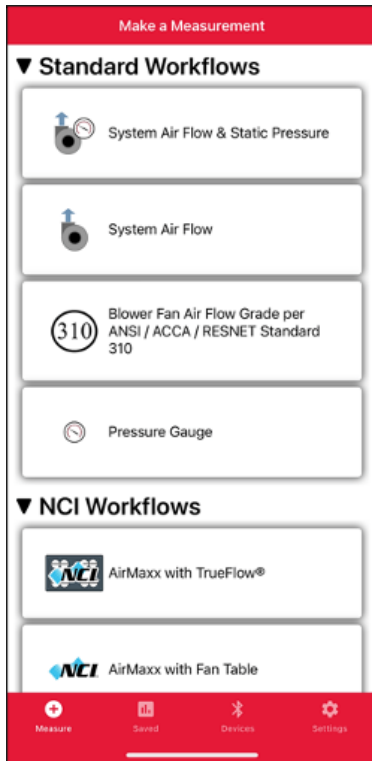 Make a Measurement
▼ Standard Workflows
System Air Flow & Static Pressure
System Air Flow
310
Blower Fan Air Flow Grade per
ANSI / ACCA / RESNET Standard
310
Pressure Gauge
▼ NCI Workflows
NCI
AirMaxx with TrueFlow®
NCI
AirMaxx with Fan Table
Measure
Saved
Devices
Settings